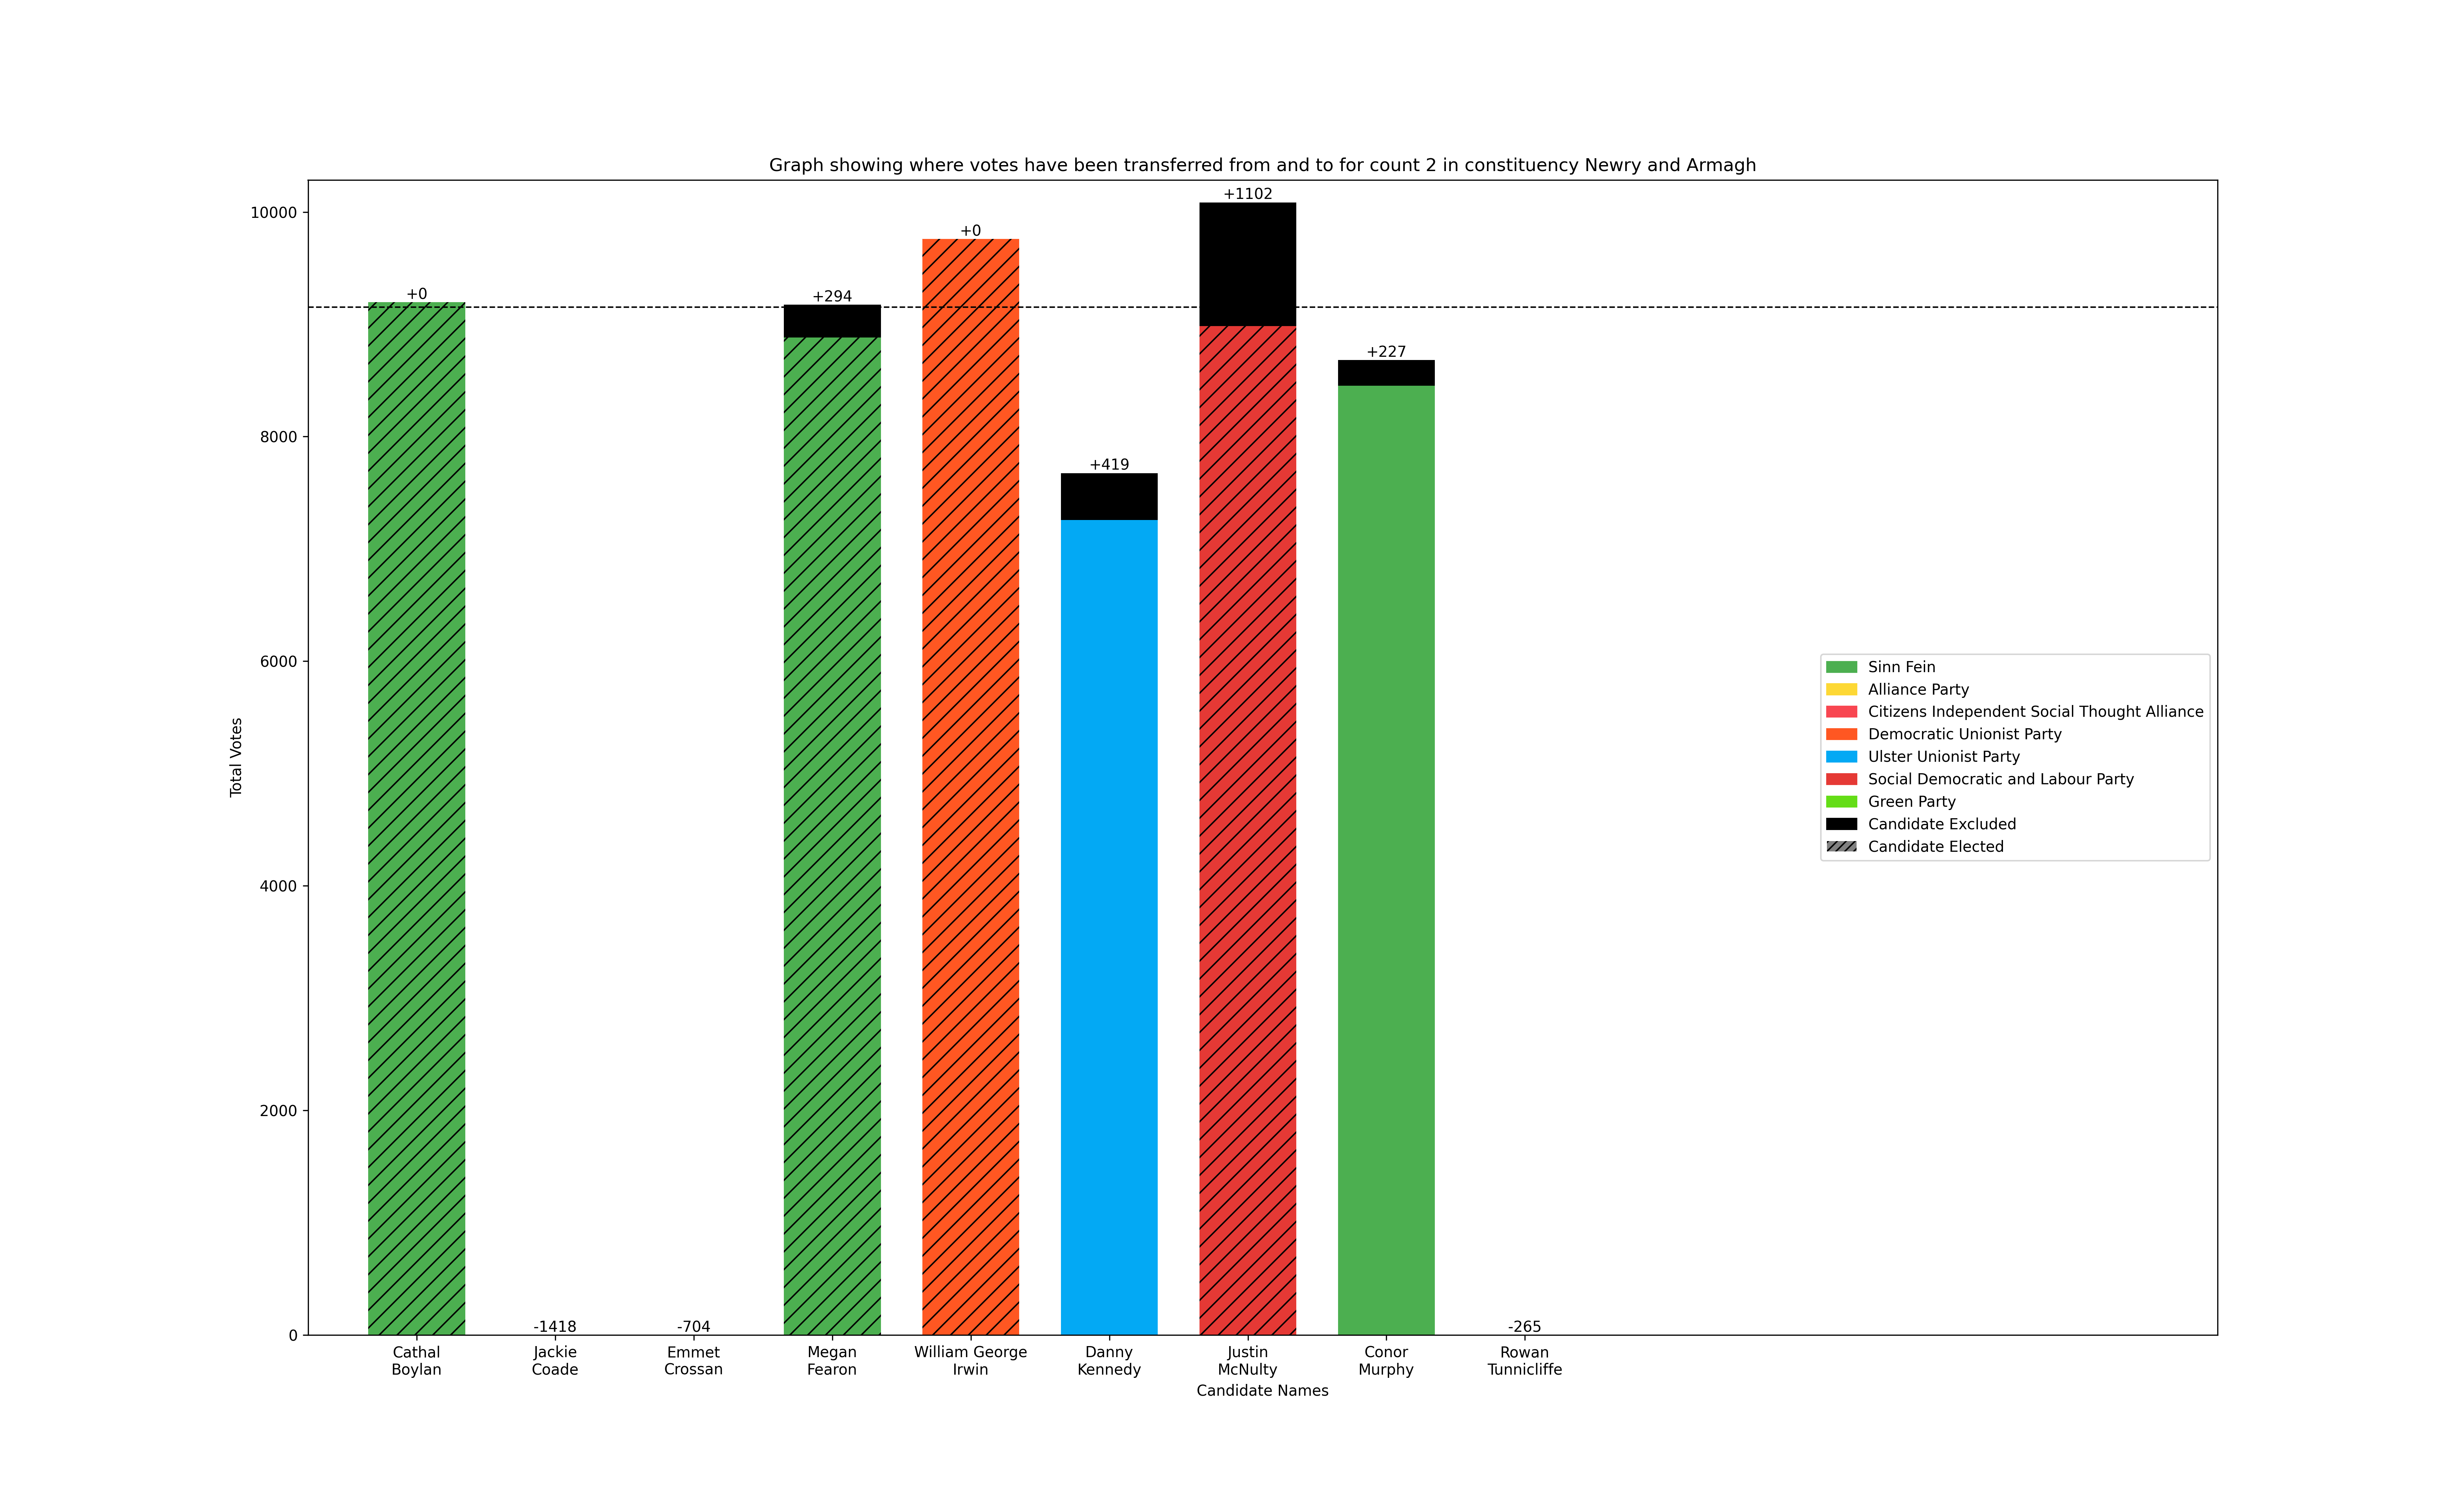 Graph showing where votes have been transferred from and to for count 2 in constituency Newry and Armagh
Total Votes
10000
8000
6000
4000
2000
0
+0
-1418
-704
+294
+0
+419
+1102
+227
-265
Cathal
Boylan
Jackie
Coade
Emmet
Crossan
Megan
Fearon
William George
Irwin
Danny
Kennedy
Justin
McNulty
Conor
Murphy
Rowan
Tunnicliffe
Candidate Names
Sinn Fein
Alliance Party
Citizens Independent Social Thought Alliance
Democratic Unionist Party
Ulster Unionist Party
Social Democratic and Labour Party
Green Party
Candidate Excluded
Candidate Elected